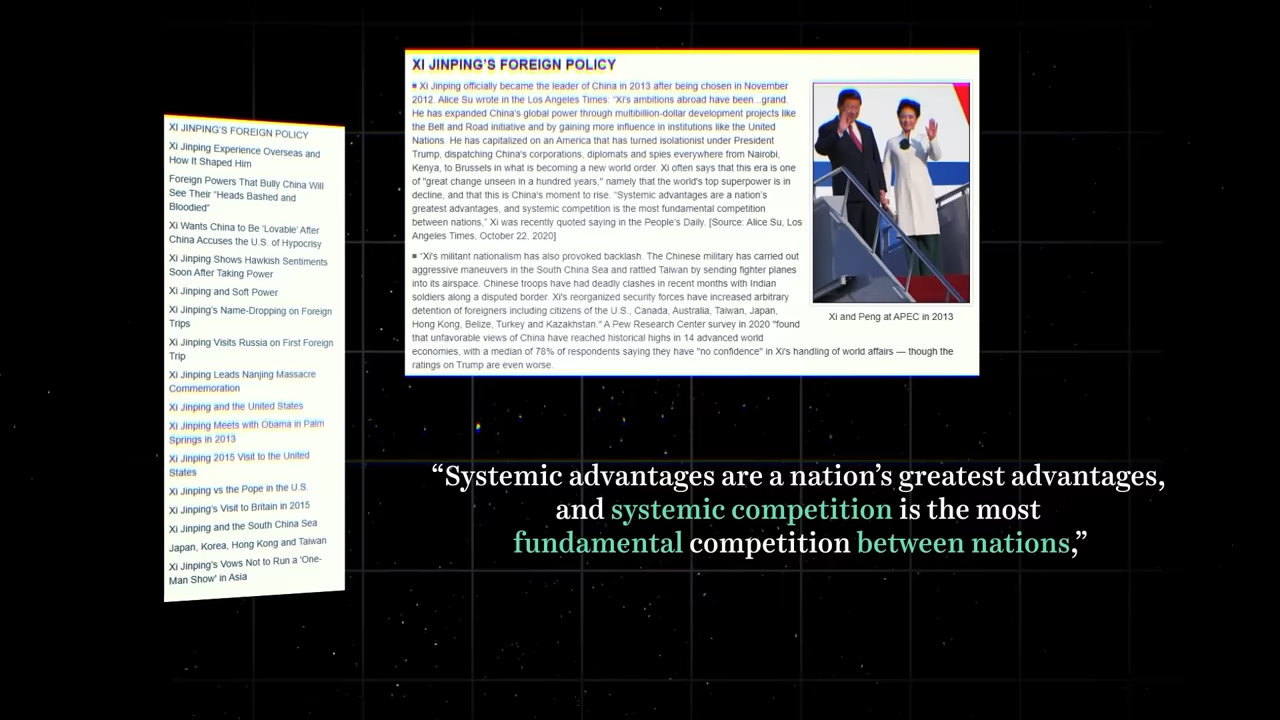 XI JINPING'S FOREIGN POLICY
Xi Jinping Experience Overseas and
How It Shaped Him
Foreign Powers That Bully China Will
See Their "Heads Bashed and
Bloodied"
Xi Wants China to Be 'Lovable' After
China Accuses the U.S. of Hypocrisy
Xi Jinping Shows Hawkish Sentiments
Soon After Taking Power
Xi Jinping and Soft Power
Xi Jinping's Name-Dropping on Foreign
Trips
Xi Jinping Visits Russia on First Foreign
Trip
Xi Jinping Leads Nanjing Massacre
Commemoration
Xi Jinping and the United States
Xi Jinping Meets with Obama in Palm
Springs in 2013
Xi Jinping 2015 Visit to the United
States
Xi Jinping vs the Pope in the U.S.
Xi Jinping's Visit to Britain in 2015
Xi Jinping and the South China Sea
Japan, Korea, Hong Kong and Taiwan
Xi Jinping's Vows Not to Run a 'One-
Man Show' in Asia
XI JINPING'S FOREIGN POLICY
Xi Jinping officially became the leader of China in 2013 after being chosen in November
2012. Alice Su wrote in the Los Angeles Times: "Xi's ambitions abroad have been...grand.
He has expanded China's global power through multibillion-dollar development projects like
the Belt and Road initiative and by gaining more influence in institutions like the United
Nations. He has capitalized on an America that has turned isolationist under President
Trump, dispatching China's corporations, diplomats and spies everywhere from Nairobi,
Kenya, to Brussels in what is becoming a new world order. Xi often says that this era is one
of "great change unseen in a hundred years," namely that the world's top superpower is in
decline, and that this is China's moment to rise. "Systemic advantages are a nation's
greatest advantages, and systemic competition is the most fundamental competition
between nations," Xi was recently quoted saying in the People's Daily. [Source: Alice Su, Los
Angeles Times, October 22, 2020]
"Xi's militant nationalism has also provoked backlash. The Chinese military has carried out
aggressive maneuvers in the South China Sea and rattled Taiwan by sending fighter planes
into its airspace. Chinese troops have had deadly clashes in recent months with Indian
soldiers along a disputed border. Xi's reorganized security forces have increased arbitrary
detention of foreigners including citizens of the U.S., Canada, Australia, Taiwan, Japan,
Hong Kong, Belize, Turkey and Kazakhstan." A Pew Research Center survey in 2020 "found
that unfavorable views of China have reached historical highs in 14 advanced world
economies, with a median of 78% of respondents saying they have "no confidence" in Xi's handling of world affairs — though the
ratings on Trump are even worse.
Xi and Peng at APEC in 2013
“Systemic advantages are a nation’s greatest advantages,
and systemic competition is the most
fundamental competition between nations,”